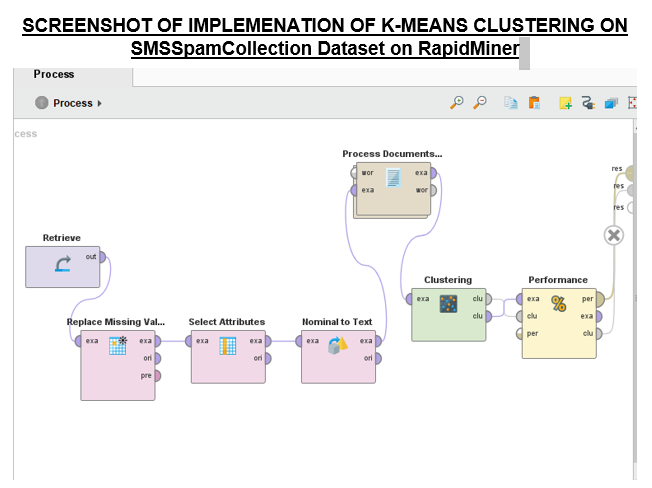 SCREENSHOT OF IMPLEMENATION OF K-MEANS CLUSTERING ON
SMSSpamCollection Dataset on RapidMiner
Process
Process
cess
Process Documents...
wor exa
exa wor
res
res
res
Retrieve
out
Clustering
exa clu
clu
Performance
exa per
clu exa
per clu
Replace Missing Val...
exa exa
ori
pre
Select Attributes
exa exa
ori
Nominal to Text
exa exa
ori